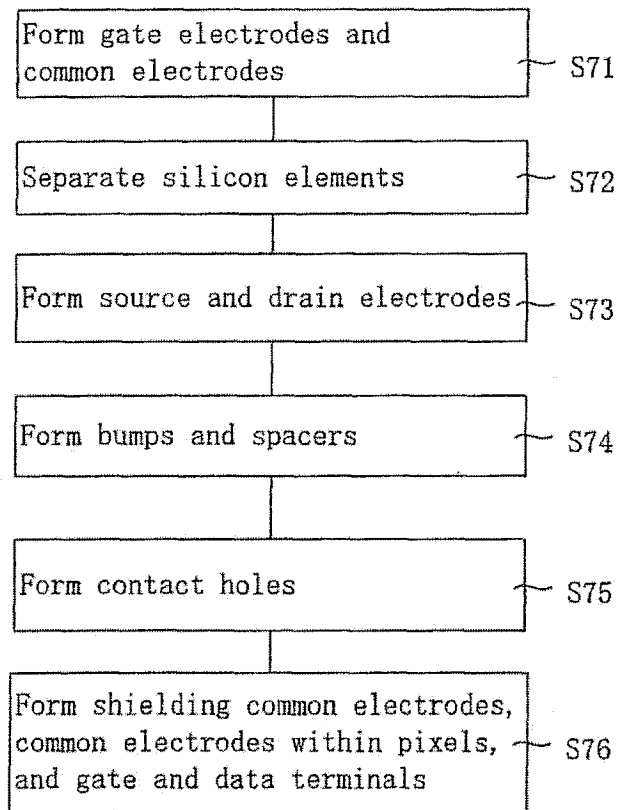 Form gate electrodes and
common electrodes
S71
Separate silicon elements
S72
Form source and drain electrodes
S73
Form bumps and spacers
S74
Form contact holes
S75
Form shielding common electrodes,
common electrodes within pixels,
and gate and data terminals
S76